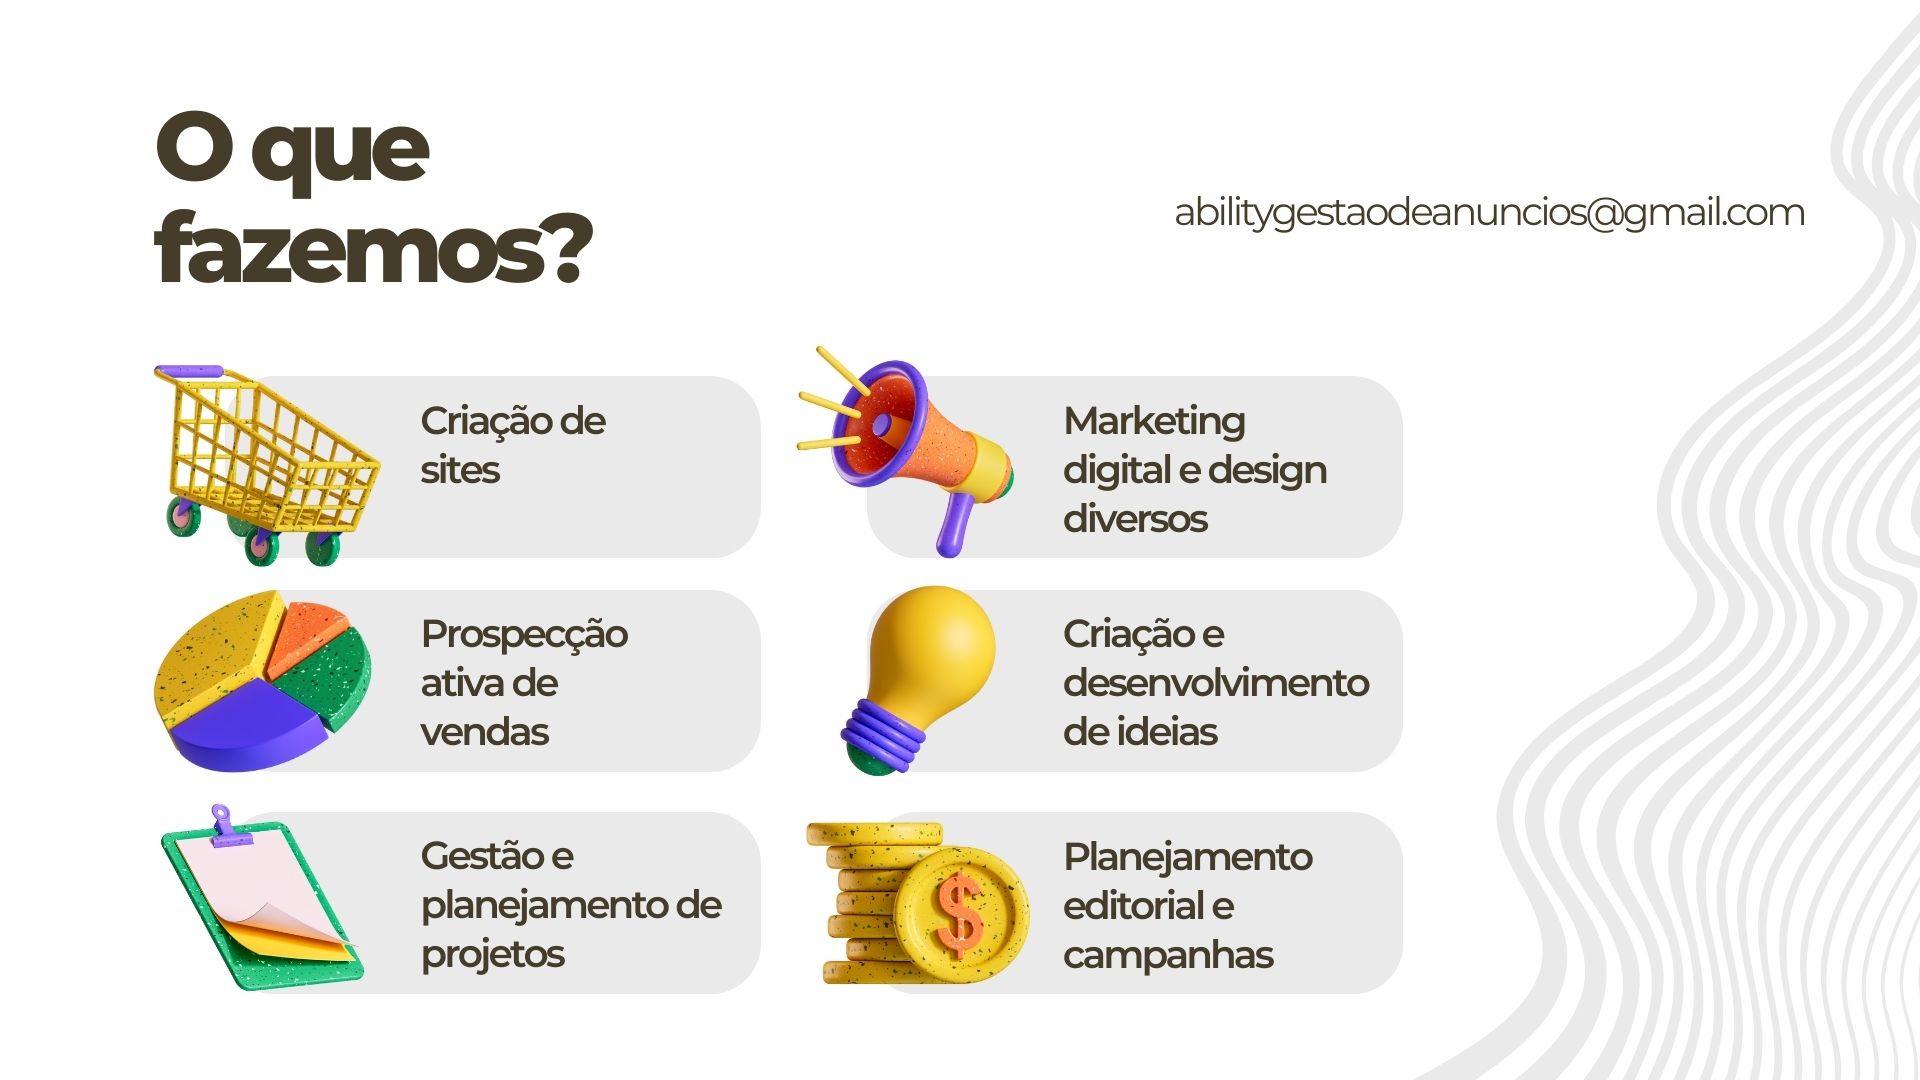 O que
fazemos?
abilitygestaodeanuncios@gmail.com
Criação de
sites
Marketing
digital e design
diversos
Prospecção
ativa de
vendas
Criação e
desenvolvimento
de ideias
Gestão e
planejamento de
projetos
Planejamento
editorial e
campanhas
$